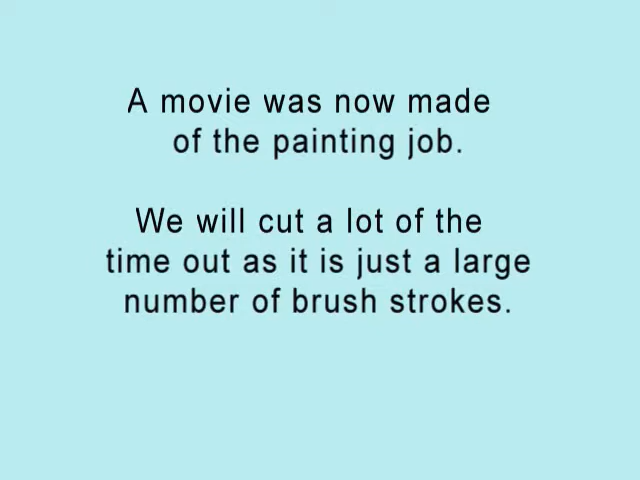 A movie was now made
of the painting job.
We will cut a lot of the
time out as it is just a large
number of brush strokes.